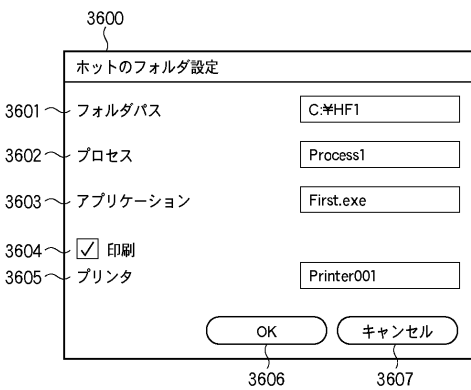 3600
ホットのフォルダ設定
3601 フォルダパス C:¥HF1
3602 プロセス Process1
3603 アプリケーション First.exe
3604 印刷
3605 プリンタ Printer001
OK キャンセル
3606 3607